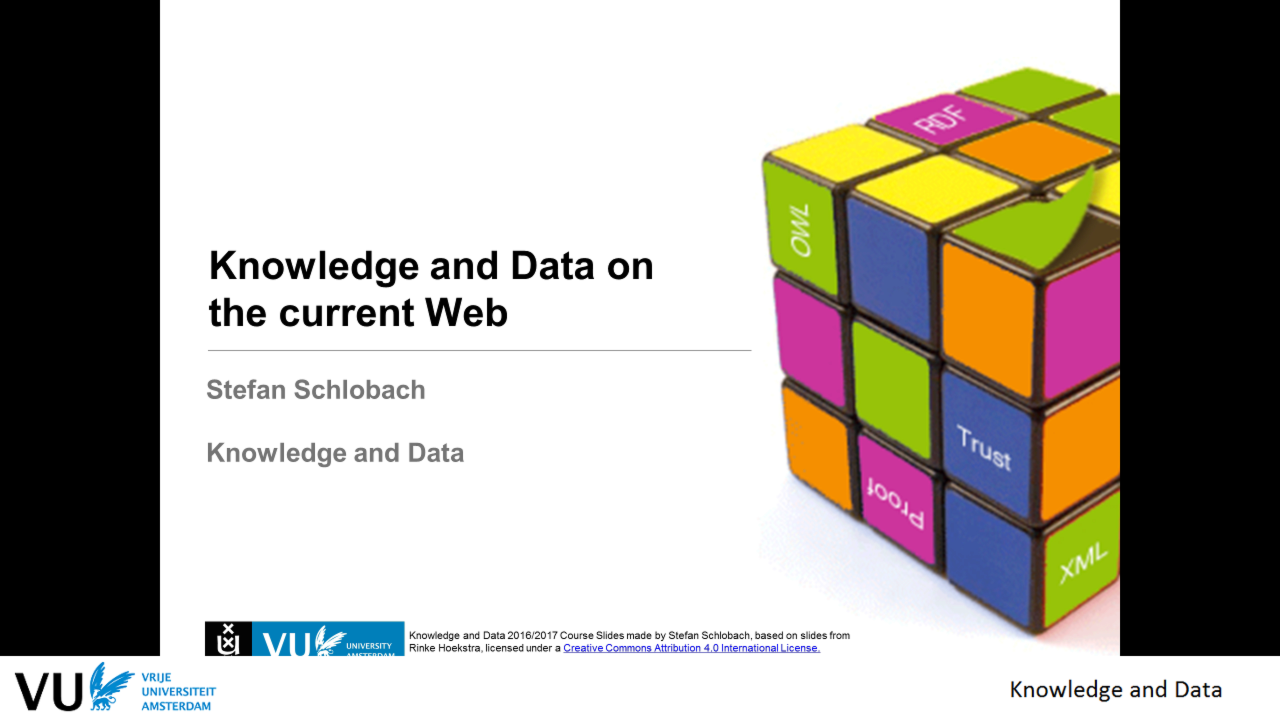 RDF
OWL
Knowledge and Data on
the current Web
Stefan Schlobach
Knowledge and Data
Trust
Proof
XML
VU UNIVERSITY
AMSTERDAM
Knowledge and Data 2016/2017 Course Slides made by Stefan Schlobach, based on slides from
Rinke Hoekstra, licensed under a Creative Commons Attribution 4.0 International License.
VU VRIJE
UNIVERSITEIT
AMSTERDAM
Knowledge and Data